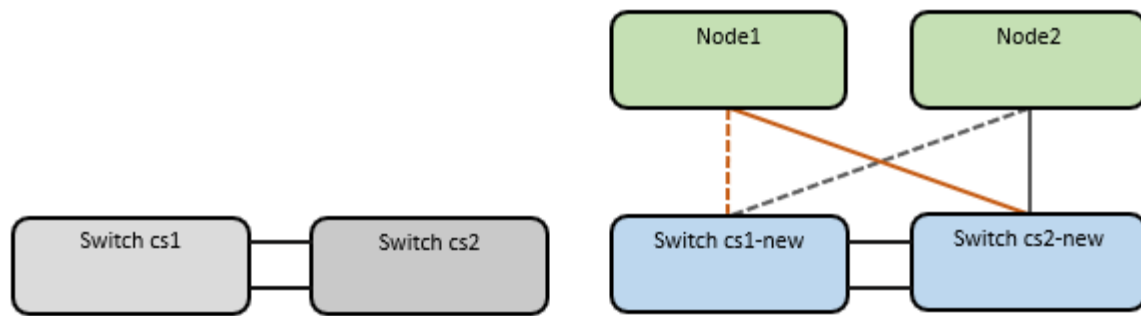 Node1
Node2
Switch cs1
Switch cs2
Switch cs1-new
Switch cs2-new